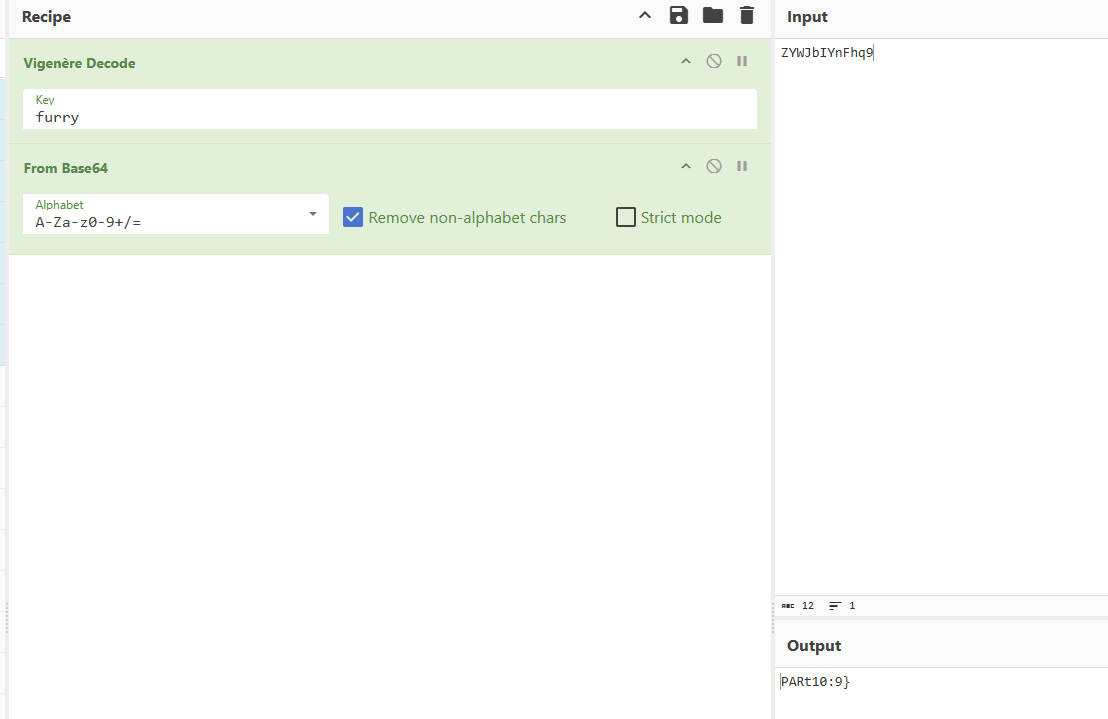 Recipe
Vigenère Decode
Key
furry
From Base64
Alphabet
A-Za-z0-9+/=
Remove non-alphabet chars
Strict mode
Input
ZYWJbIYnFhq9
ABC 12 1
Output
PARt10:9}